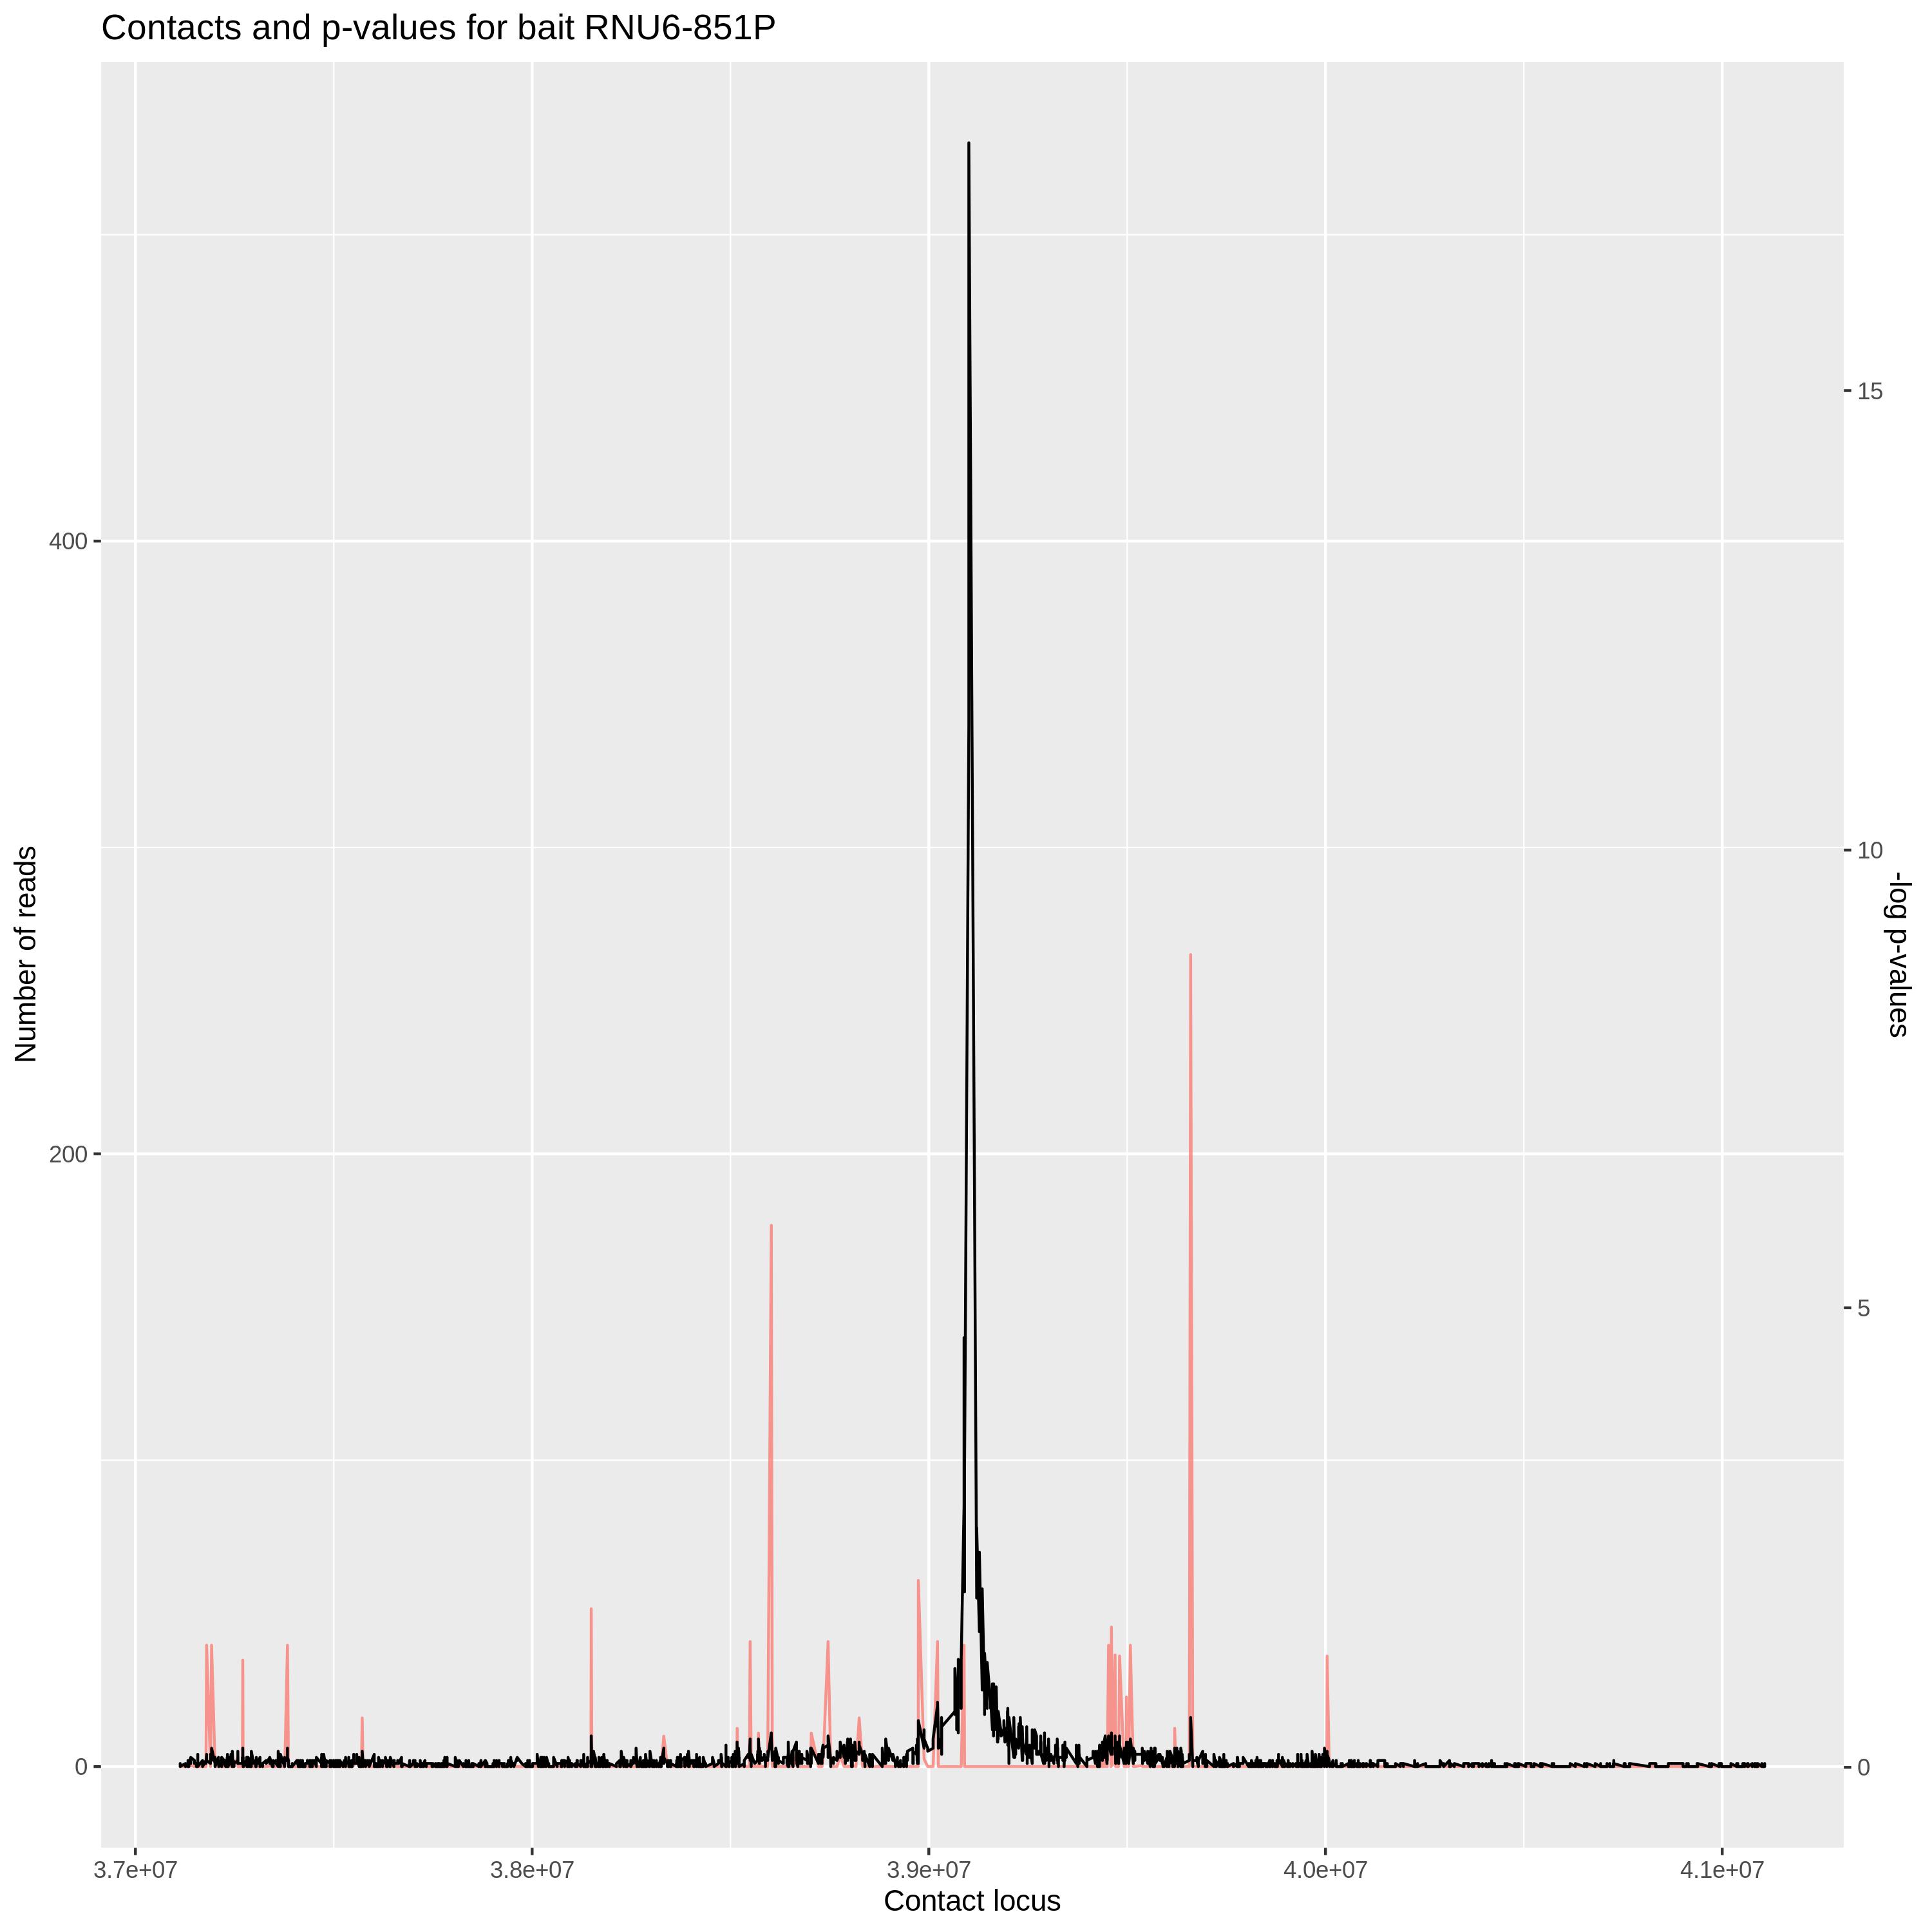 Contacts and p-values for bait RNU6-851P
Number of reads
400
200
0
15
10
5
0
-log p-values
3.7e+07
3.8e+07
3.9e+07
4.0e+07
4.1e+07
Contact locus